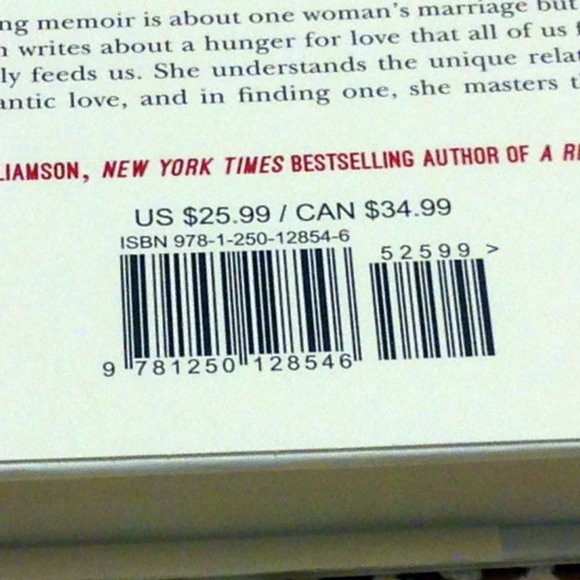 ng memoir is about one woman's marriage but
n writes about a hunger for love that all of us
ly feeds us. She understands the unique relat
antic love, and in finding one, she masters t
LIAMSON, NEW YORK TIMES BESTSELLING AUTHOR OF A R
US $25.99 / CAN $34.99
ISBN 978-1-250-12854-6
52599 >
9 781250 128546